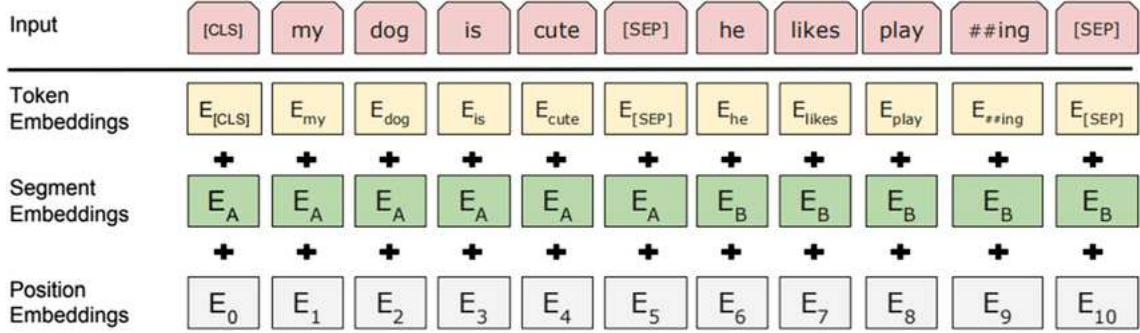 Input [CLS] my dog is cute [SEP] he likes play ##ing [SEP]
Token
Embeddings E[CLS] Emy Edog Eis Ecute E[SEP] Ehe Elikes Eplay E##ing E[SEP]
+ + + + + + + + + + +
Segment
Embeddings EA EA EA EA EA EA EB EB EB EB EB
+ + + + + + + + + + +
Position
Embeddings E0 E1 E2 E3 E4 E5 E6 E7 E8 E9 E10